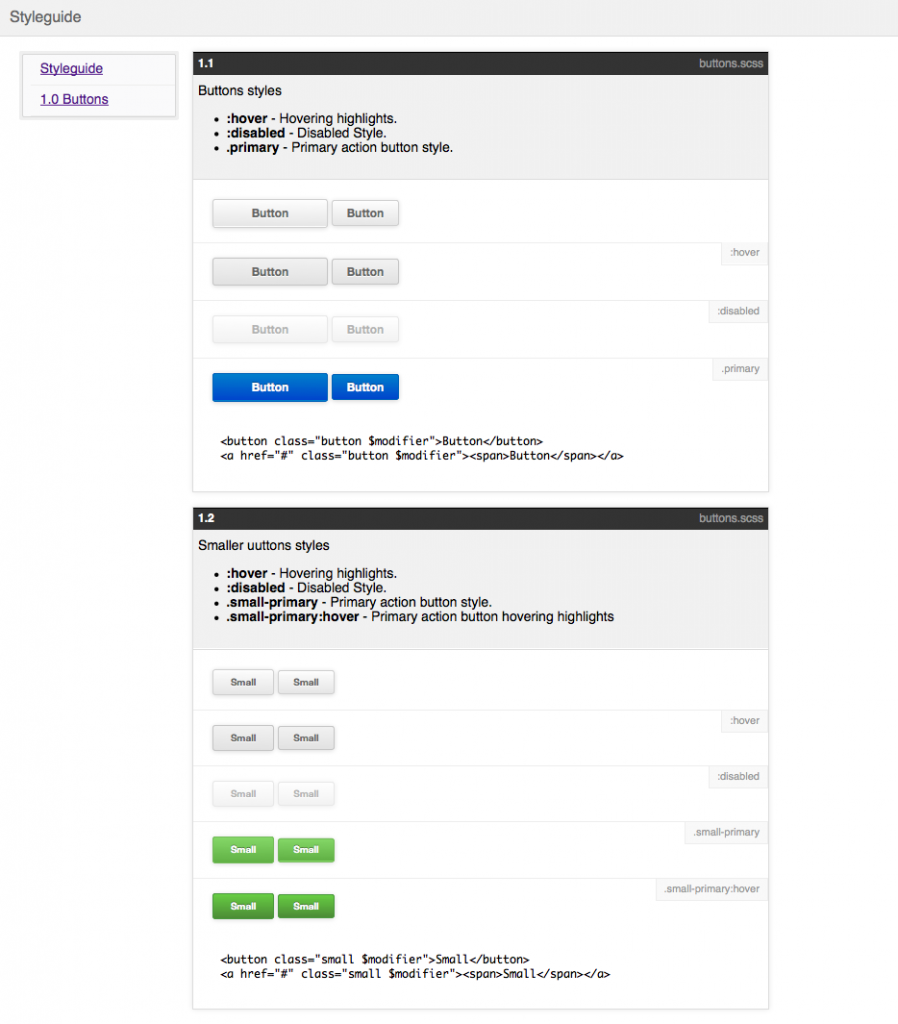 Styleguide
Styleguide
1.0 Buttons
1.1 buttons.scss
Buttons styles
• :hover - Hovering highlights.
• :disabled - Disabled Style.
• .primary - Primary action button style.
Button Button
:hover
Button Button
:disabled
Button Button
.primary
Button Button
<button class="button $modifier">Button</button>
<a href="#" class="button $modifier"><span>Button</span></a>
1.2 buttons.scss
Smaller uuttons styles
• :hover - Hovering highlights.
• :disabled - Disabled Style.
• .small-primary - Primary action button style.
• .small-primary:hover - Primary action button hovering highlights
Small Small
:hover
Small Small
:disabled
Small Small
.small-primary
Small Small
.small-primary:hover
Small Small
<button class="small $modifier">Small</button>
<a href="#" class="small $modifier"><span>Small</span></a>